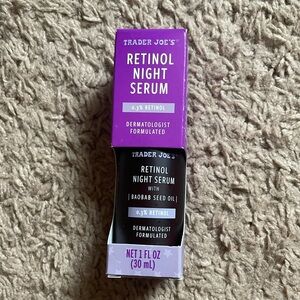 TRADER JOE'S
RETINOL
NIGHT
SERUM
0.3% RETINOL
DERMATOLOGIST
FORMULATED
TRADER JOE'S
RETINOL
NIGHT SERUM
WITH
|BAOBAB SEED OIL|
0.3% RETINOL
DERMATOLOGIST
FORMULATED
NET 1 FL OZ
(30 mL)